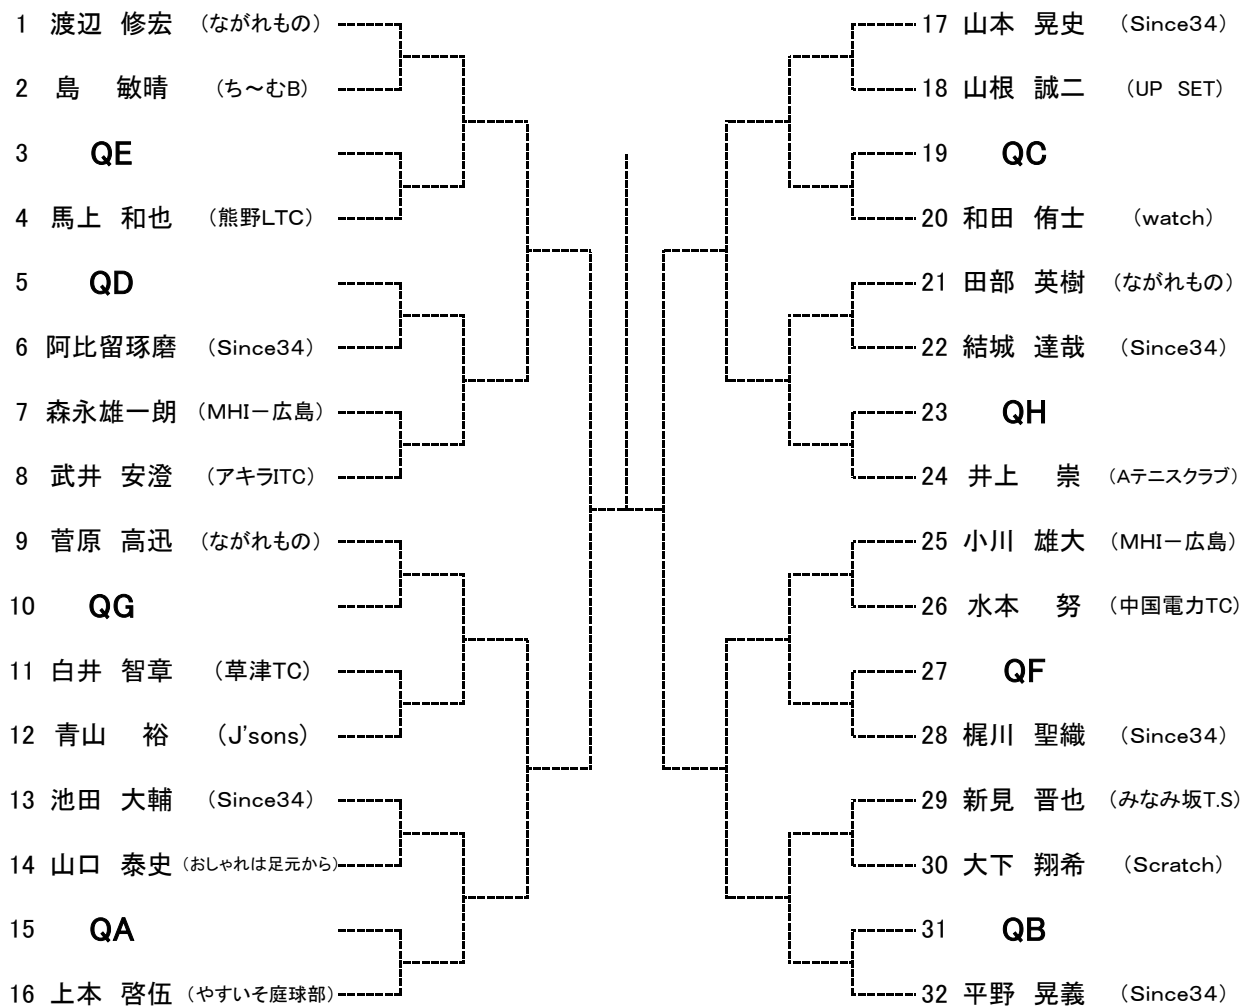 1 渡辺 修宏 (ながれもの)
2 島 敏晴 (ち～むB)
3 QE
4 馬上 和也 (熊野LTC)
5 QD
6 阿比留琢磨 (Since34)
7 森永雄一朗 (MHI－広島)
8 武井 安澄 (アキラITC)
9 菅原 高迅 (ながれもの)
10 QG
11 白井 智章 (草津TC)
12 青山 裕 (J'sons)
13 池田 大輔 (Since34)
14 山口 泰史 (おしゃれは足元から)
15 QA
16 上本 啓伍 (やすいそ庭球部)
17 山本 晃史 (Since34)
18 山根 誠二 (UP SET)
19 QC
20 和田 侑士 (watch)
21 田部 英樹 (ながれもの)
22 結城 達哉 (Since34)
23 QH
24 井上 崇 (Aテニスクラブ)
25 小川 雄大 (MHI－広島)
26 水本 努 (中国電力TC)
27 QF
28 梶川 聖織 (Since34)
29 新見 晋也 (みなみ坂T.S)
30 大下 翔希 (Scratch)
31 QB
32 平野 晃義 (Since34)